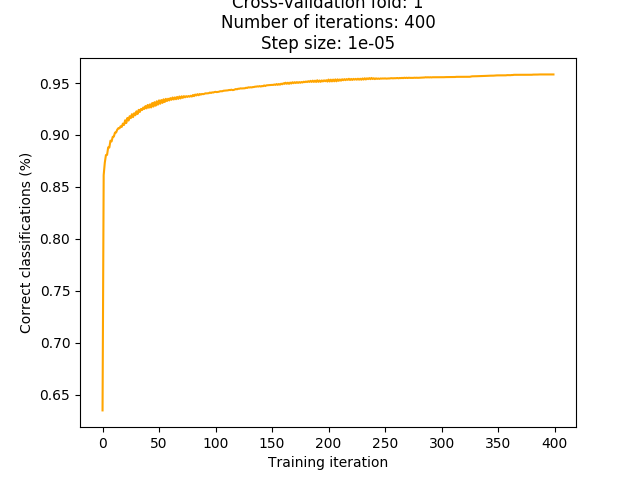 Cross-validation fold: 1
Number of iterations: 400
Step size: 1e-05
0.95
0.90
0.85
0.80
0.75
0.70
0.65
Correct classifications (%)
0 50 100 150 200 250 300 350 400
Training iteration